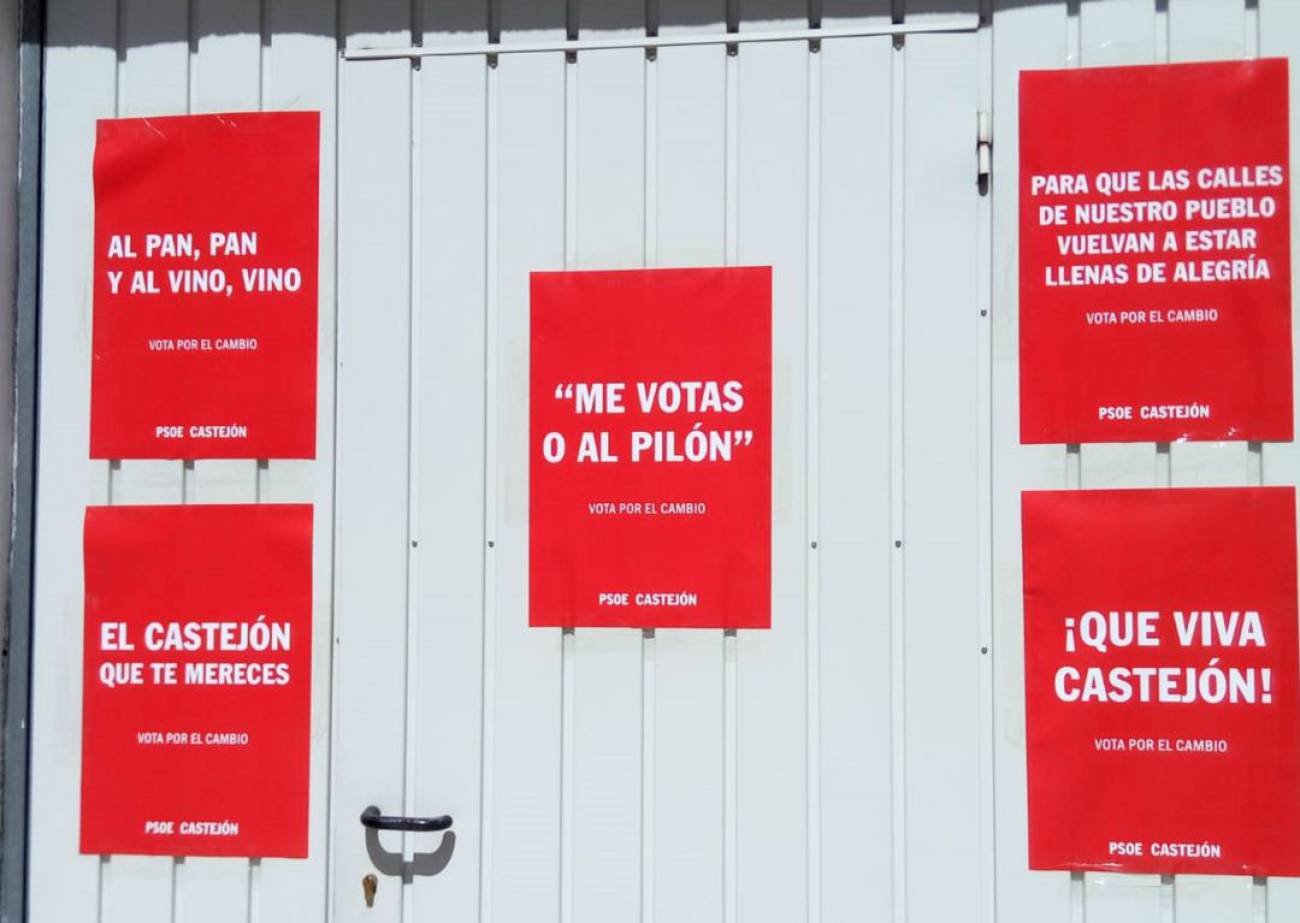 AL PAN, PAN
Y AL VINO, VINO
VOTA POR EL CAMBIO
PSOE CASTEJÓN
EL CASTEJÓN
QUE TE MERECES
VOTA POR EL CAMBIO
PSOE CASTEJÓN
“ME VOTAS
O AL PILÓN”
VOTA POR EL CAMBIO
PSOE CASTEJÓN
PARA QUE LAS CALLES
DE NUESTRO PUEBLO
VUELVAN A ESTAR
LLENAS DE ALEGRÍA
VOTA POR EL CAMBIO
PSOE CASTEJÓN
¡QUE VIVA
CASTEJÓN!
VOTA POR EL CAMBIO
PSOE CASTEJÓN